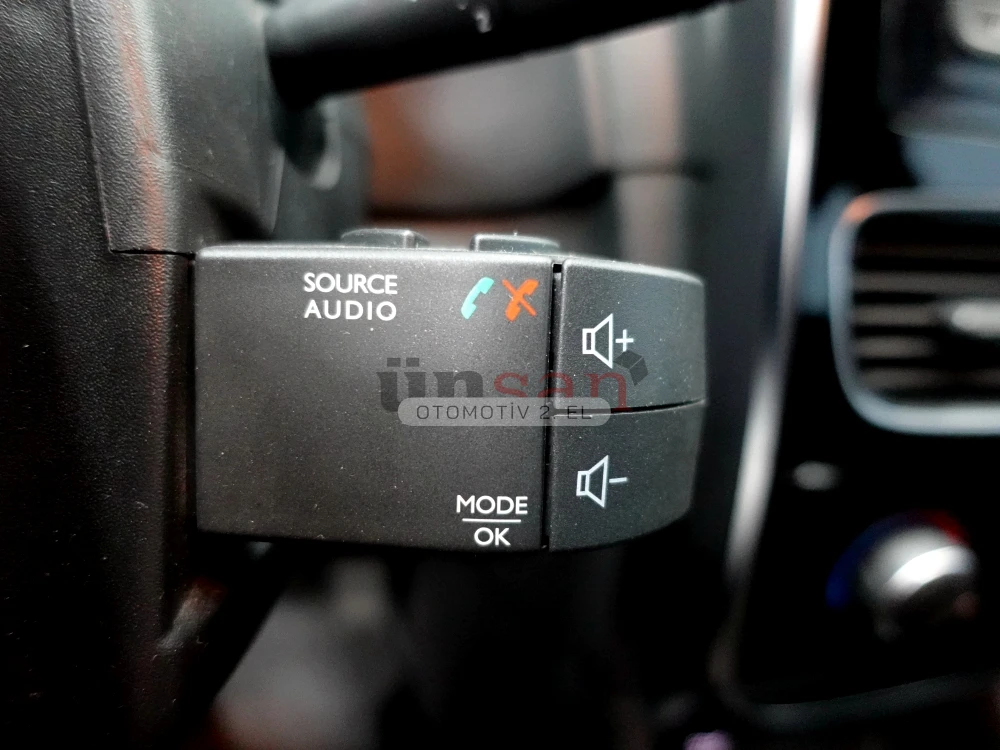 SOURCE
AUDIO
+
ünsan
OTOMOTİV 2. EL
-
MODE
OK